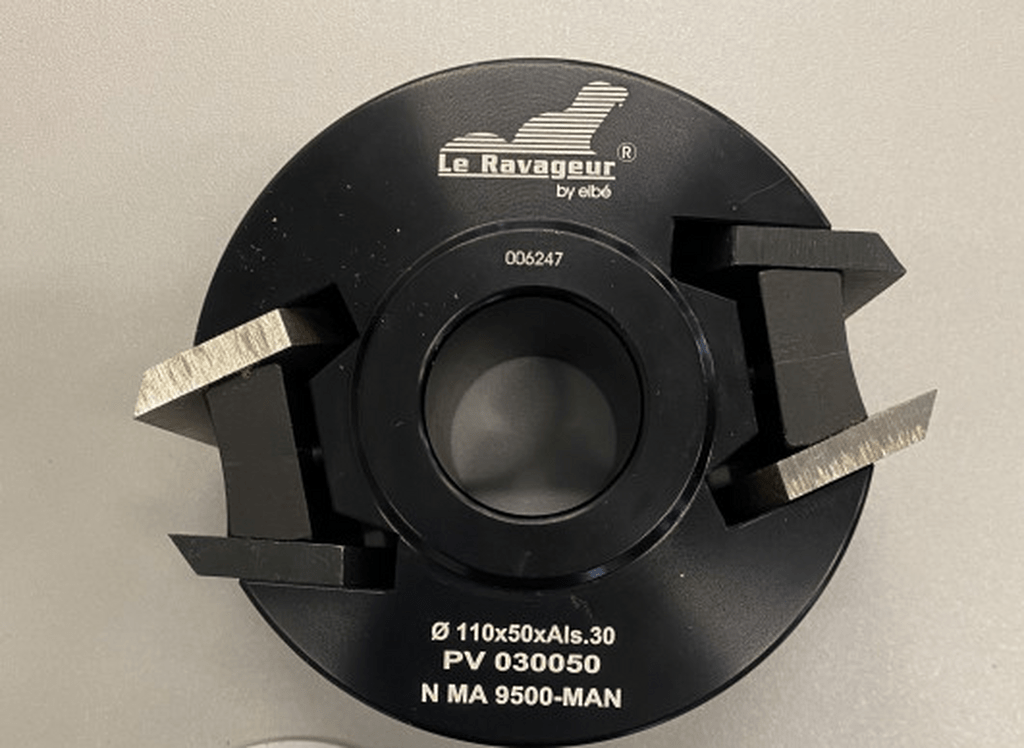 Le Ravageur ®
by elbé
006247
Ø 110x50xAls.30
PV 030050
N MA 9500-MAN